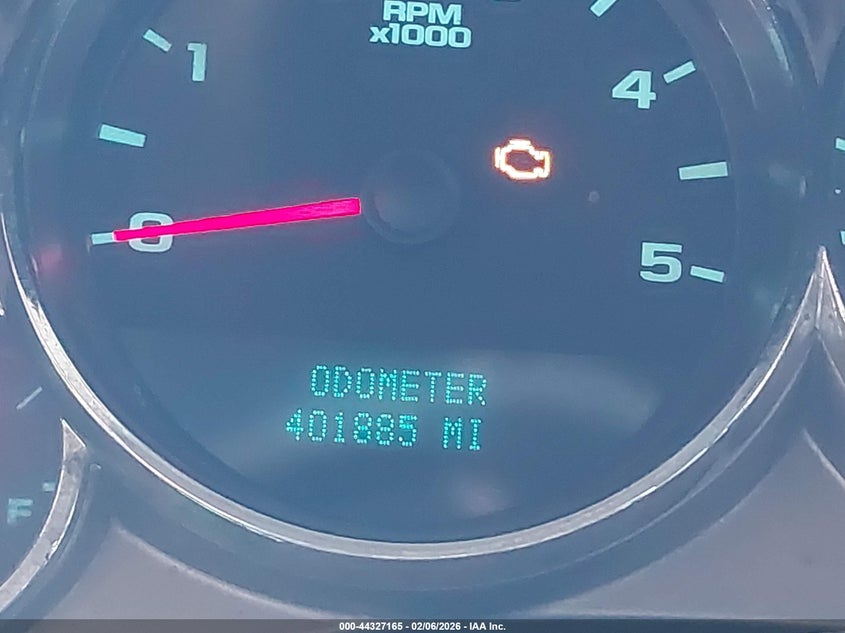 RPM
x1000
1
4
0
5
ODOMETER
401885 MI
F
000-44327165 - 02/06/2026 - IAA Inc.